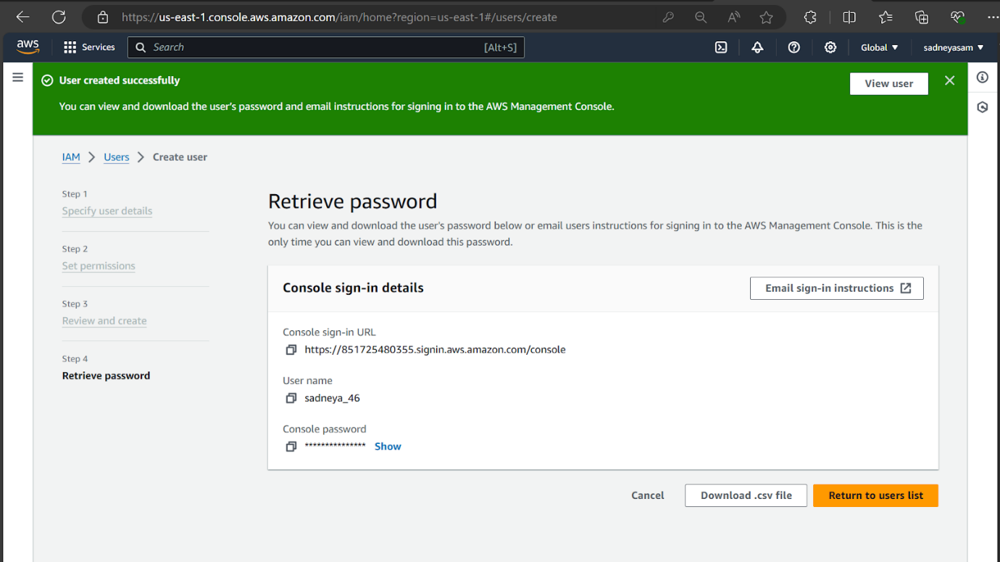 https://us-east-1.console.aws.amazon.com/iam/home?region=us-east-1#/users/create
aws
Services
Search
[Alt+S]
Global
sadneyasam
User created successfully
View user
You can view and download the user's password and email instructions for signing in to the AWS Management Console.
IAM > Users > Create user
Step 1
Specify user details
Step 2
Set permissions
Step 3
Review and create
Step 4
Retrieve password
Retrieve password
You can view and download the user's password below or email users instructions for signing in to the AWS Management Console. This is the
only time you can view and download this password.
Console sign-in details
Email sign-in instructions
Console sign-in URL
https://851725480355.signin.aws.amazon.com/console
User name
sadneya_46
Console password
*************** Show
Cancel
Download .csv file
Return to users list